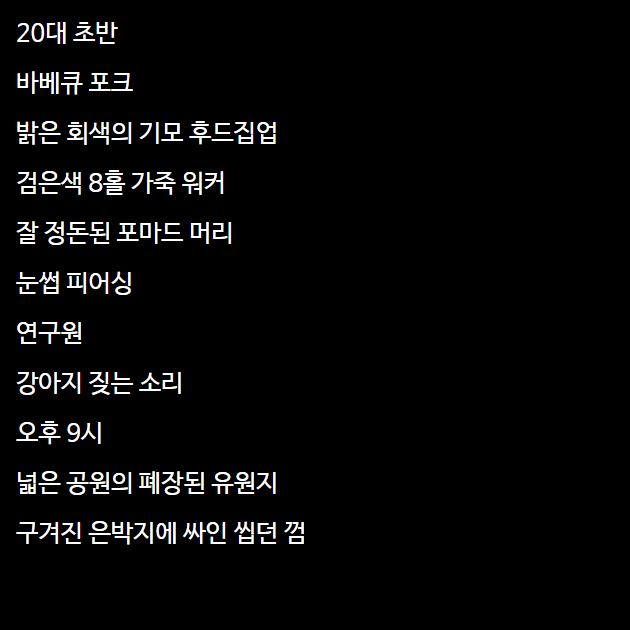 20대 초반
바베큐 포크
밝은 회색의 기모 후드집업
검은색 8홀 가죽 워커
잘 정돈된 포마드 머리
눈썹 피어싱
연구원
강아지 짖는 소리
오후 9시
넓은 공원의 폐장된 유원지
구겨진 은박지에 싸인 씹던 껌